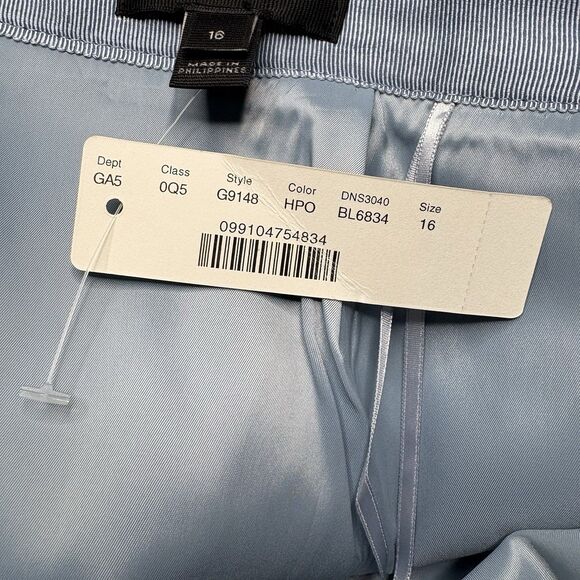 16
MADE IN
PHILIPPINES
Dept Class Style Color DNS3040 Size
GA5 0Q5 G9148 HPO BL6834 16
099104754834